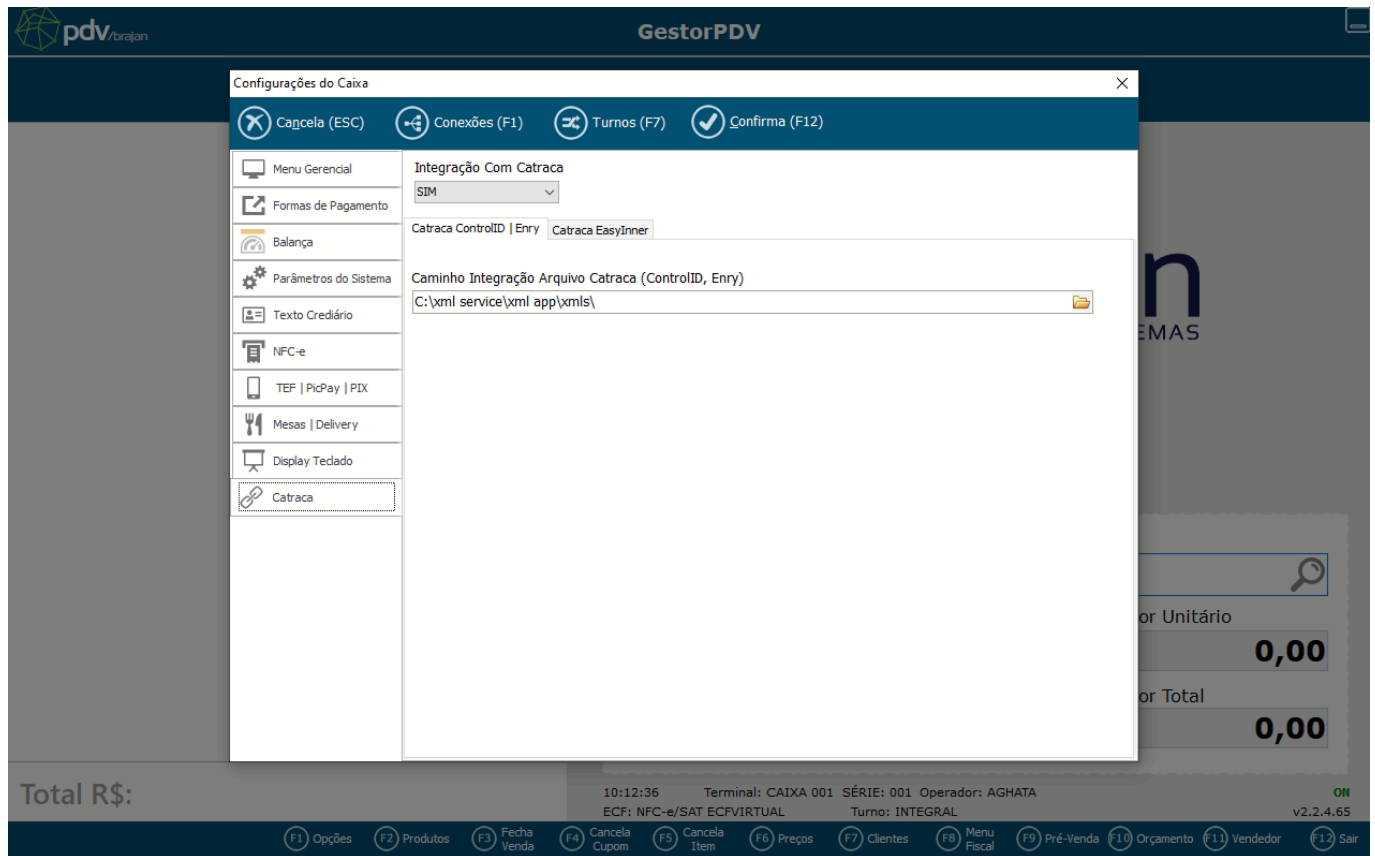 pdv/brajan
GestorPDV
Configurações do Caixa
Cancela (ESC)
Conexões (F1)
Turnos (F7)
Confirma (F12)
Menu Gerencial
Formas de Pagamento
Balança
Parâmetros do Sistema
Texto Crediário
NFC-e
TEF | PicPay | PIX
Mesas | Delivery
Display Teclado
Catraca
Integração Com Catraca
SIM
Catraca ControlID | Enry
Catraca EasyInner
Caminho Integração Arquivo Catraca (ControlID, Enry)
C:\xml service\xml app\xmls\
n
EMAS
or Unitário
0,00
or Total
0,00
Total R$:
10:12:36 Terminal: CAIXA 001 SÉRIE: 001 Operador: AGHATA ON
ECF: NFC-e/SAT ECFVIRTUAL Turno: INTEGRAL v2.2.4.65
F1 Opções
F2 Produtos
F3 Fecha Venda
F4 Cancela Cupom
F5 Cancela Item
F6 Preços
F7 Clientes
F8 Menu Fiscal
F9 Pré-Venda
F10 Orçamento
F11 Vendedor
F12 Sair